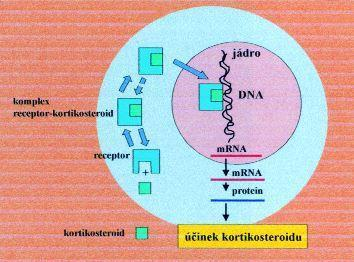 jádro
DNA
komplex
receptor-kortikosteroid
receptor
+
mRNA
mRNA
protein
kortikosteroid
účinek kortikosteroidu